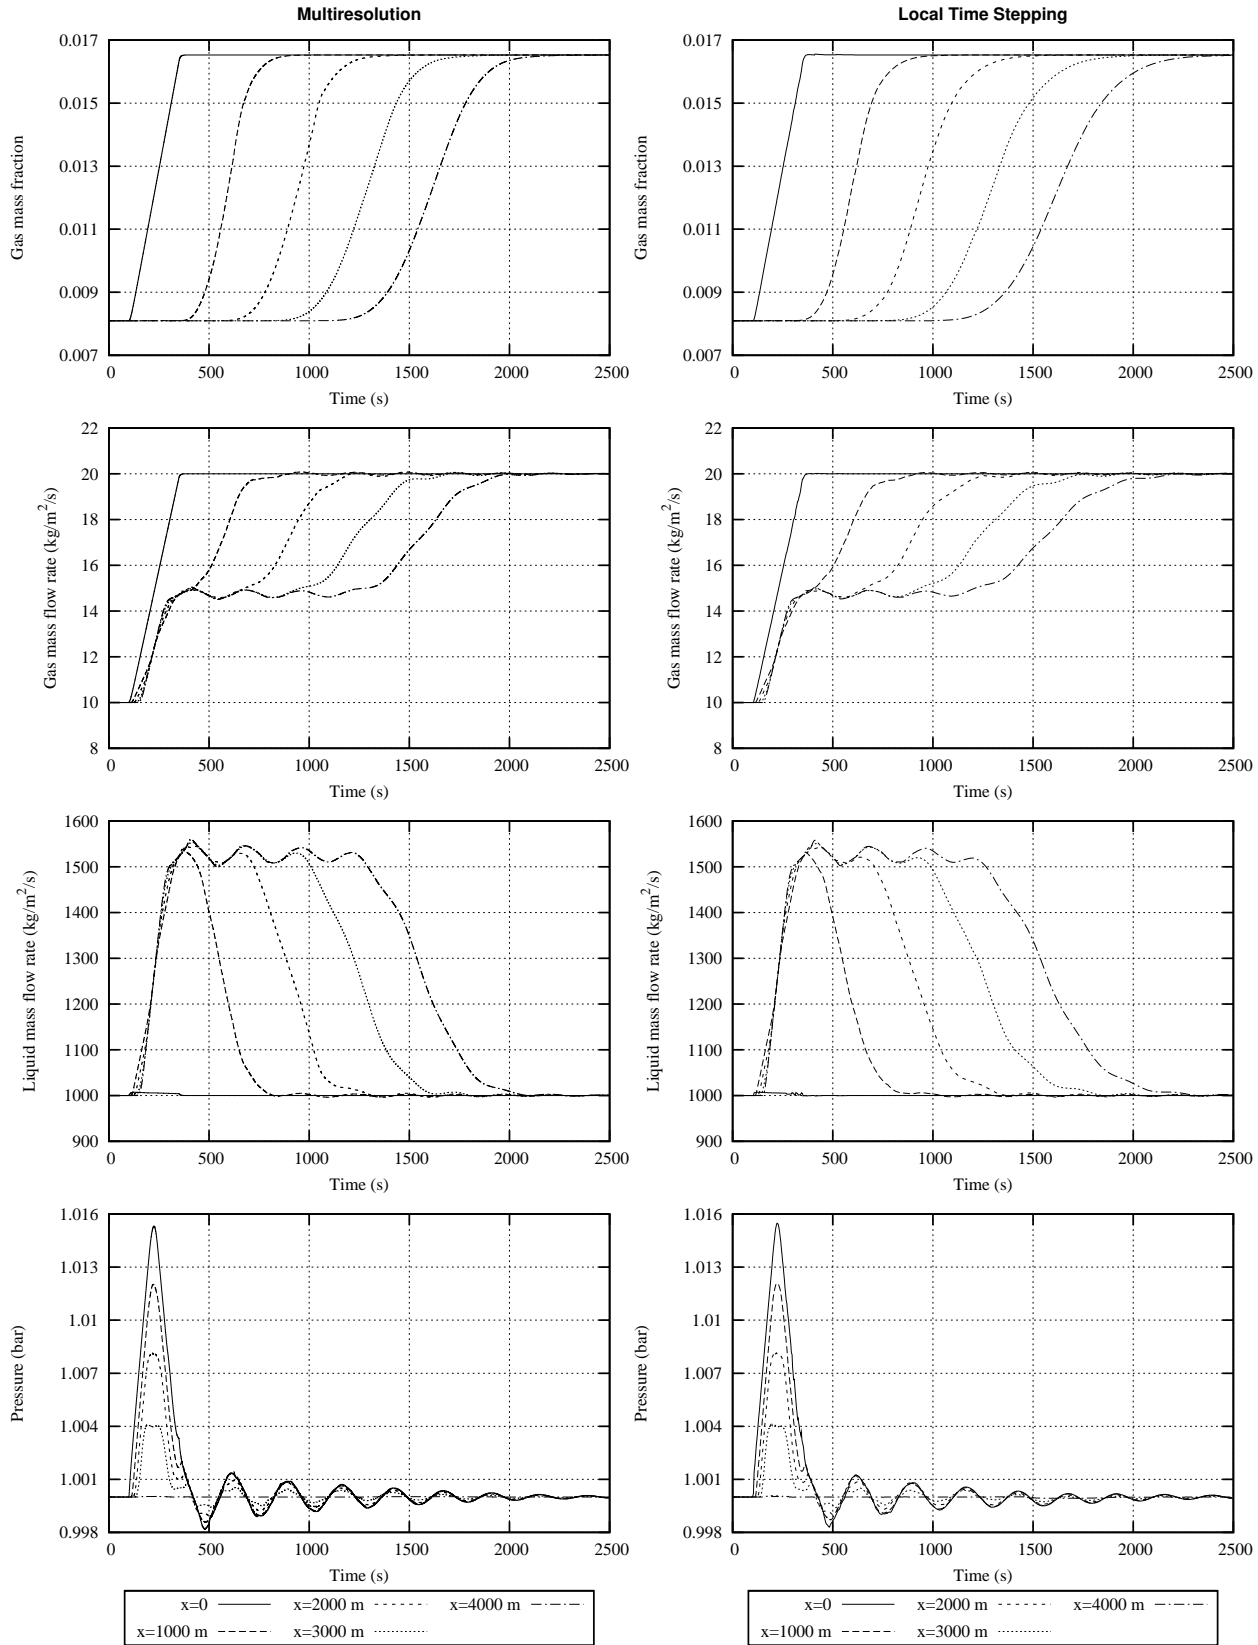 Multiresolution
Local Time Stepping
0.017
0.015
0.013
0.011
0.009
0.007
Gas mass fraction
0 500 1000 1500 2000 2500
Time (s)
0.017
0.015
0.013
0.011
0.009
0.007
Gas mass fraction
0 500 1000 1500 2000 2500
Time (s)
22
20
18
16
14
12
10
8
Gas mass flow rate (kg/m²/s)
0 500 1000 1500 2000 2500
Time (s)
22
20
18
16
14
12
10
8
Gas mass flow rate (kg/m²/s)
0 500 1000 1500 2000 2500
Time (s)
1600
1500
1400
1300
1200
1100
1000
900
Liquid mass flow rate (kg/m²/s)
0 500 1000 1500 2000 2500
Time (s)
1600
1500
1400
1300
1200
1100
1000
900
Liquid mass flow rate (kg/m²/s)
0 500 1000 1500 2000 2500
Time (s)
1.016
1.013
1.01
1.007
1.004
1.001
0.998
Pressure (bar)
0 500 1000 1500 2000 2500
Time (s)
1.016
1.013
1.01
1.007
1.004
1.001
0.998
Pressure (bar)
0 500 1000 1500 2000 2500
Time (s)
x=0 x=2000 m x=4000 m
x=1000 m x=3000 m
x=0 x=2000 m x=4000 m
x=1000 m x=3000 m